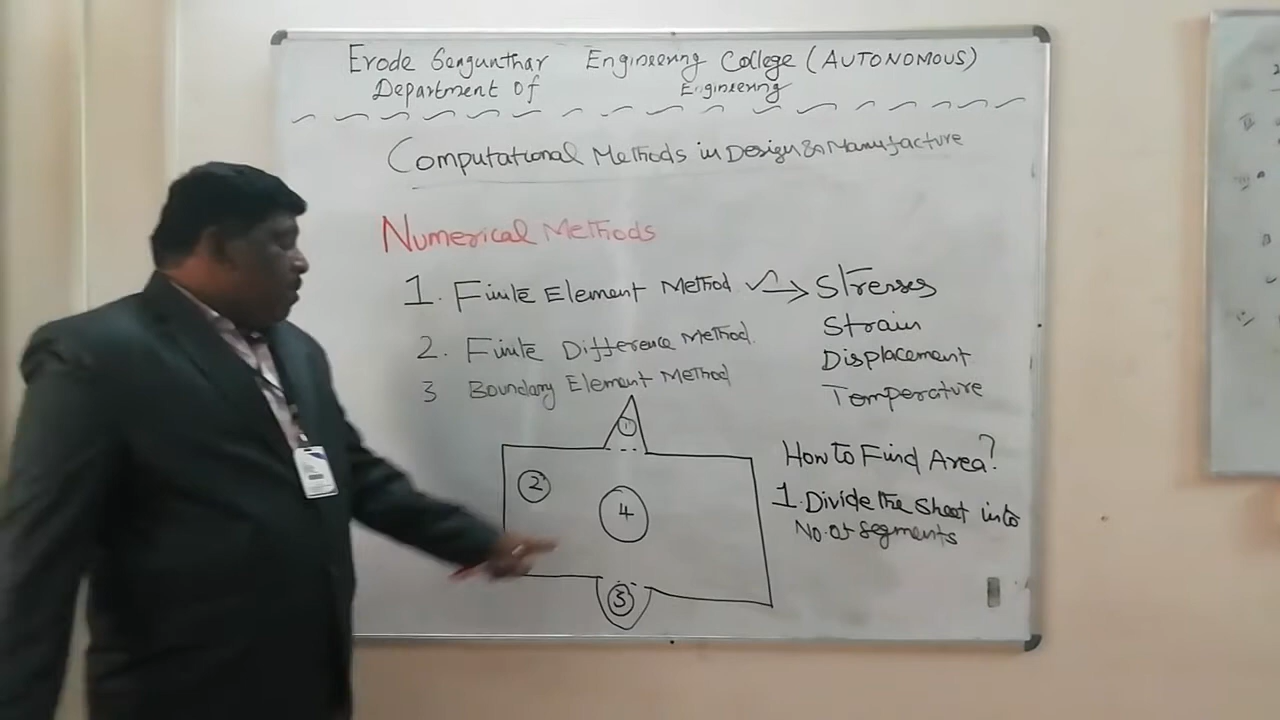 Erode Sengunthar Engineering College (AUTONOMOUS)
Department Of Engineering
Computational Methods in Design & Manufacture
Numerical Methods
1. Finite Element Method → Stresses
Strain
2. Finite Difference Method.
Displacement
3 Boundary Element Method
Temperature
1
How to Find Area?
2
4
1. Divide the Sheet into
No. of Segments
3